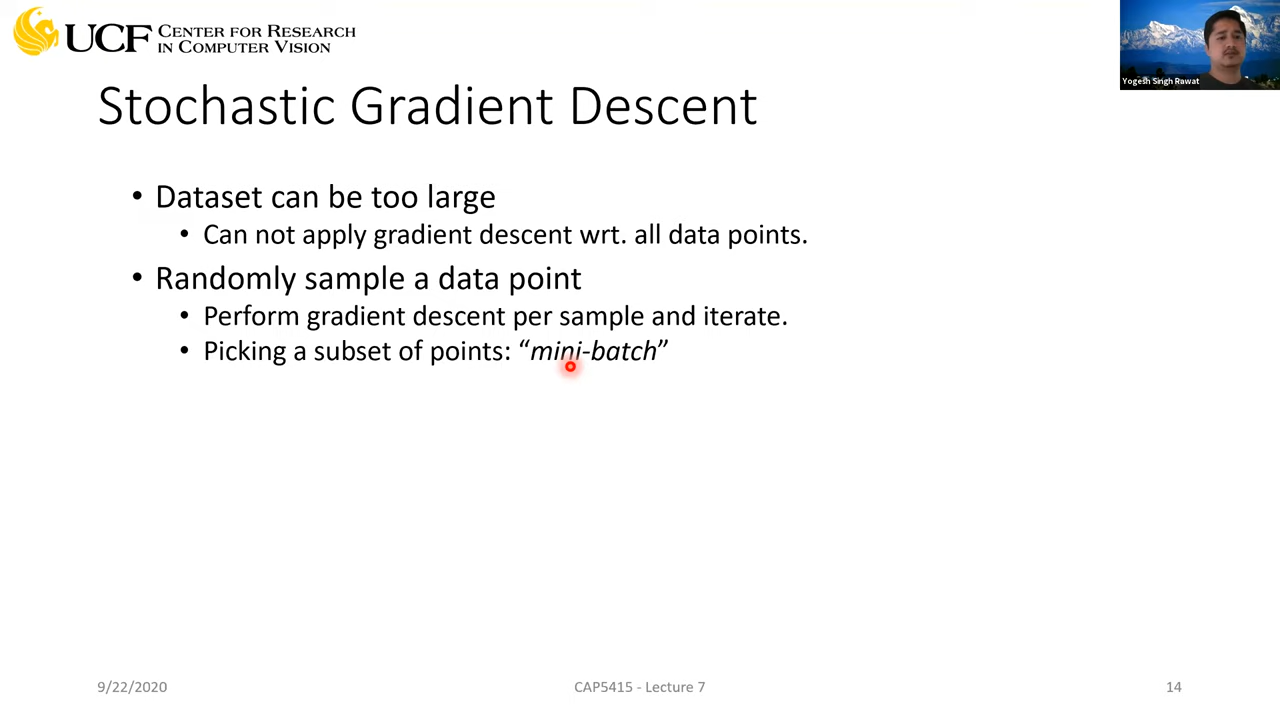 UCF CENTER FOR RESEARCH
IN COMPUTER VISION
Yogesh Singh Rawat
Stochastic Gradient Descent
• Dataset can be too large
• Can not apply gradient descent wrt. all data points.
• Randomly sample a data point
• Perform gradient descent per sample and iterate.
• Picking a subset of points: “mini-batch”
9/22/2020
CAP5415 - Lecture 7
14